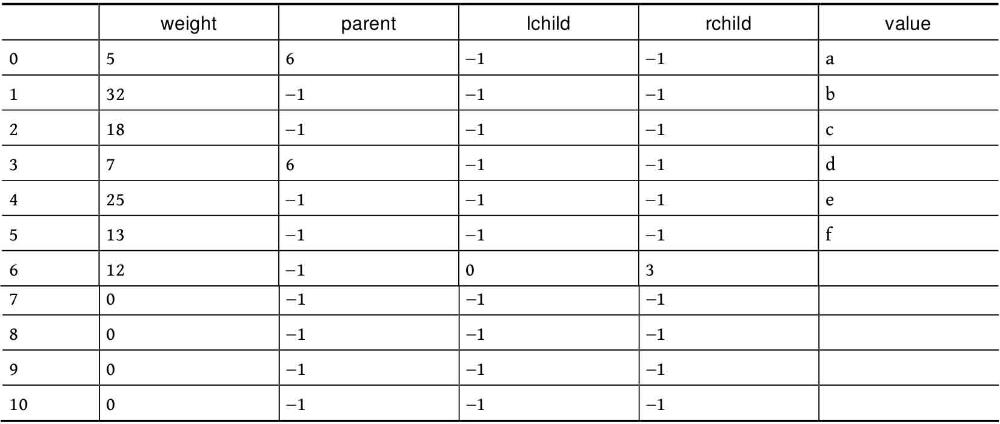 weight parent lchild rchild value
0 5 6 –1 –1 a
1 32 –1 –1 –1 b
2 18 –1 –1 –1 c
3 7 6 –1 –1 d
4 25 –1 –1 –1 e
5 13 –1 –1 –1 f
6 12 –1 0 3
7 0 –1 –1 –1
8 0 –1 –1 –1
9 0 –1 –1 –1
10 0 –1 –1 –1